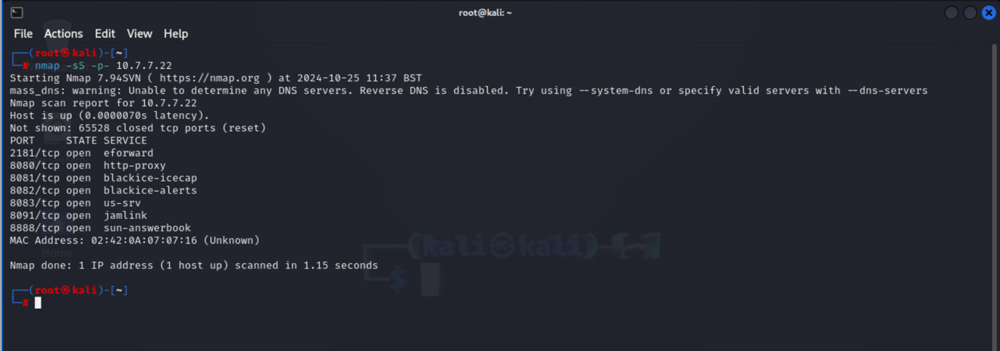 root@kali: ~
File Actions Edit View Help
┌──(root㉿kali)-[~]
└─# nmap -sS -p- 10.7.7.22
Starting Nmap 7.94SVN ( https://nmap.org ) at 2024-10-25 11:37 BST
mass_dns: warning: Unable to determine any DNS servers. Reverse DNS is disabled. Try using --system-dns or specify valid servers with --dns-servers
Nmap scan report for 10.7.7.22
Host is up (0.0000070s latency).
Not shown: 65528 closed tcp ports (reset)
PORT     STATE SERVICE
2181/tcp open  eforward
8080/tcp open  http-proxy
8081/tcp open  blackice-icecap
8082/tcp open  blackice-alerts
8083/tcp open  us-srv
8091/tcp open  jamlink
8888/tcp open  sun-answerbook
MAC Address: 02:42:0A:07:07:16 (Unknown)
Home
(kali㉿kali)-[~]
$
Nmap done: 1 IP address (1 host up) scanned in 1.15 seconds
┌──(root㉿kali)-[~]
└─#